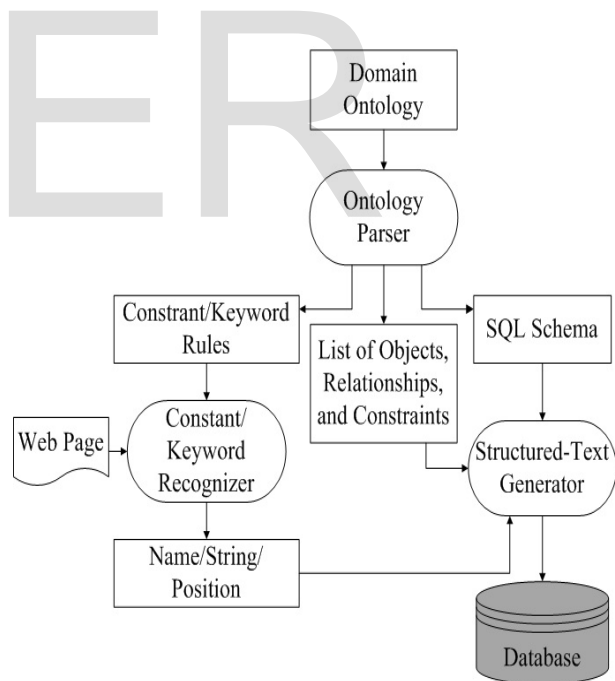 ER
Domain
Ontology
Ontology
Parser
Constrant/Keyword
Rules
List of Objects,
Relationships,
and Constraints
SQL Schema
Web Page
Constant/
Keyword
Recognizer
Structured-Text
Generator
Name/String/
Position
Database